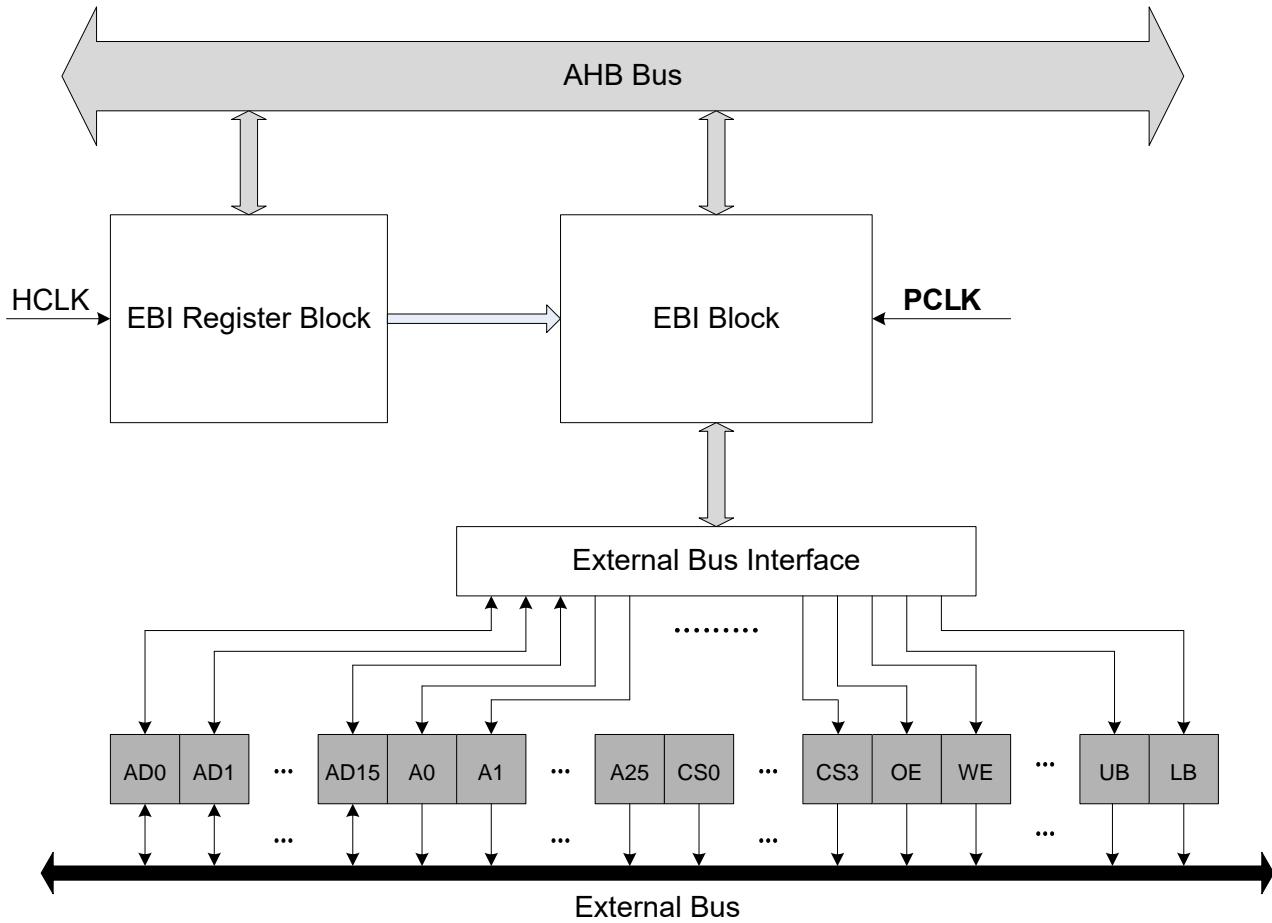 AHB Bus
HCLK
EBI Register Block
EBI Block
PCLK
External Bus Interface
.........
AD0 AD1 ... AD15 A0 A1 ... A25 CS0 ... CS3 OE WE ... UB LB
... ... ... ...
External Bus